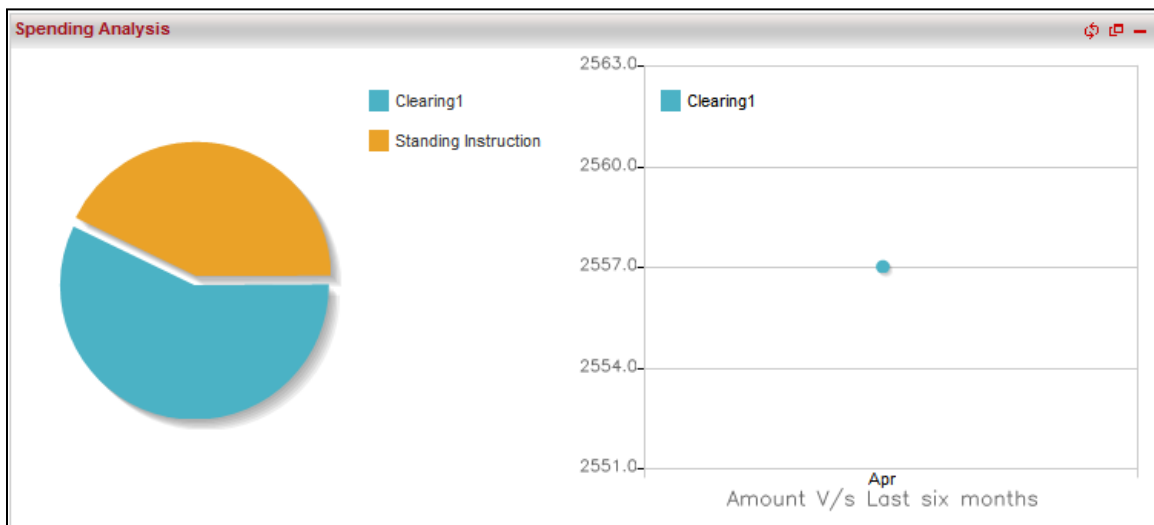 Spending Analysis
Clearing1
Standing Instruction
2563.0
Clearing1
2560.0
2557.0
2554.0
2551.0
Apr
Amount V/s Last six months